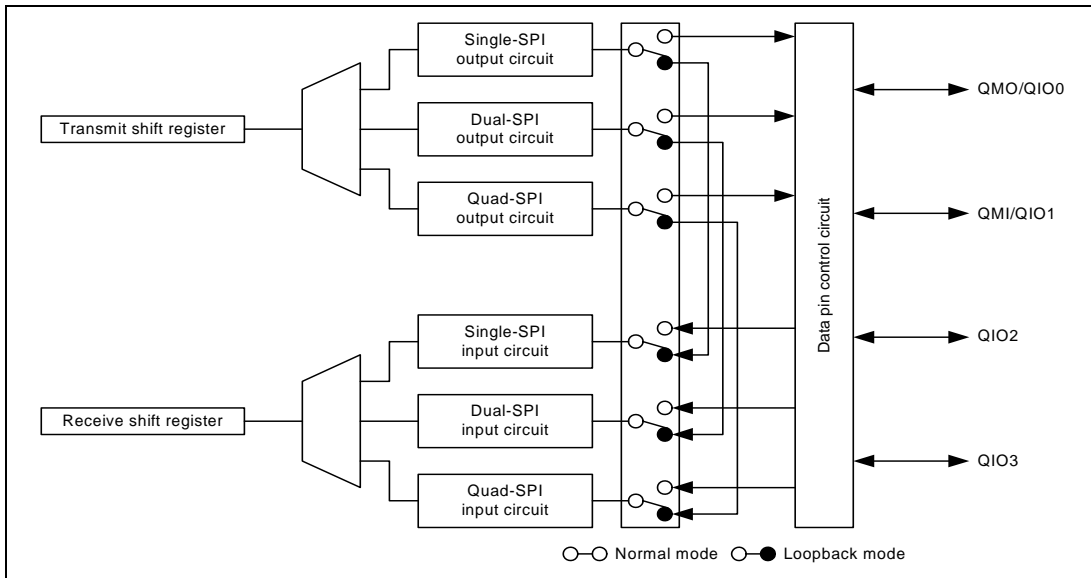 Single-SPI
output circuit
Transmit shift register
Dual-SPI
output circuit
Quad-SPI
output circuit
Single-SPI
input circuit
Receive shift register
Dual-SPI
input circuit
Quad-SPI
input circuit
Data pin control circuit
QMO/QIO0
QMI/QIO1
QIO2
QIO3
Normal mode
Loopback mode